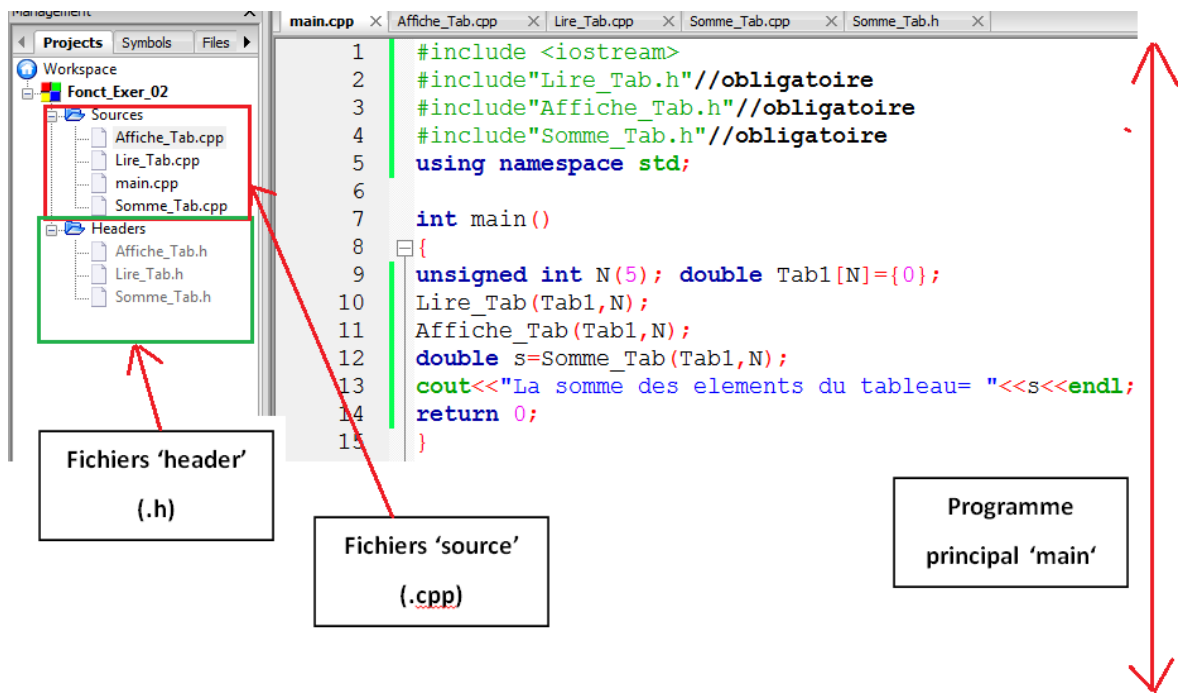 Management
main.cpp Affiche_Tab.cpp Lire_Tab.cpp Somme_Tab.cpp Somme_Tab.h
Projects Symbols Files
Workspace
Fonct_Exer_02
Sources
Affiche_Tab.cpp
Lire_Tab.cpp
main.cpp
Somme_Tab.cpp
Headers
Affiche_Tab.h
Lire_Tab.h
Somme_Tab.h
1 #include <iostream>
2 #include"Lire_Tab.h"//obligatoire
3 #include"Affiche_Tab.h"//obligatoire
4 #include"Somme_Tab.h"//obligatoire
5 using namespace std;
6
7 int main()
8 {
9 unsigned int N(5); double Tab1[N]={0};
10 Lire_Tab(Tab1,N);
11 Affiche_Tab(Tab1,N);
12 double s=Somme_Tab(Tab1,N);
13 cout<<"La somme des elements du tableau= "<<s<<endl;
14 return 0;
15 }
Fichiers ‘header’
(.h)
Fichiers ‘source’
(.cpp)
Programme
principal ‘main‘